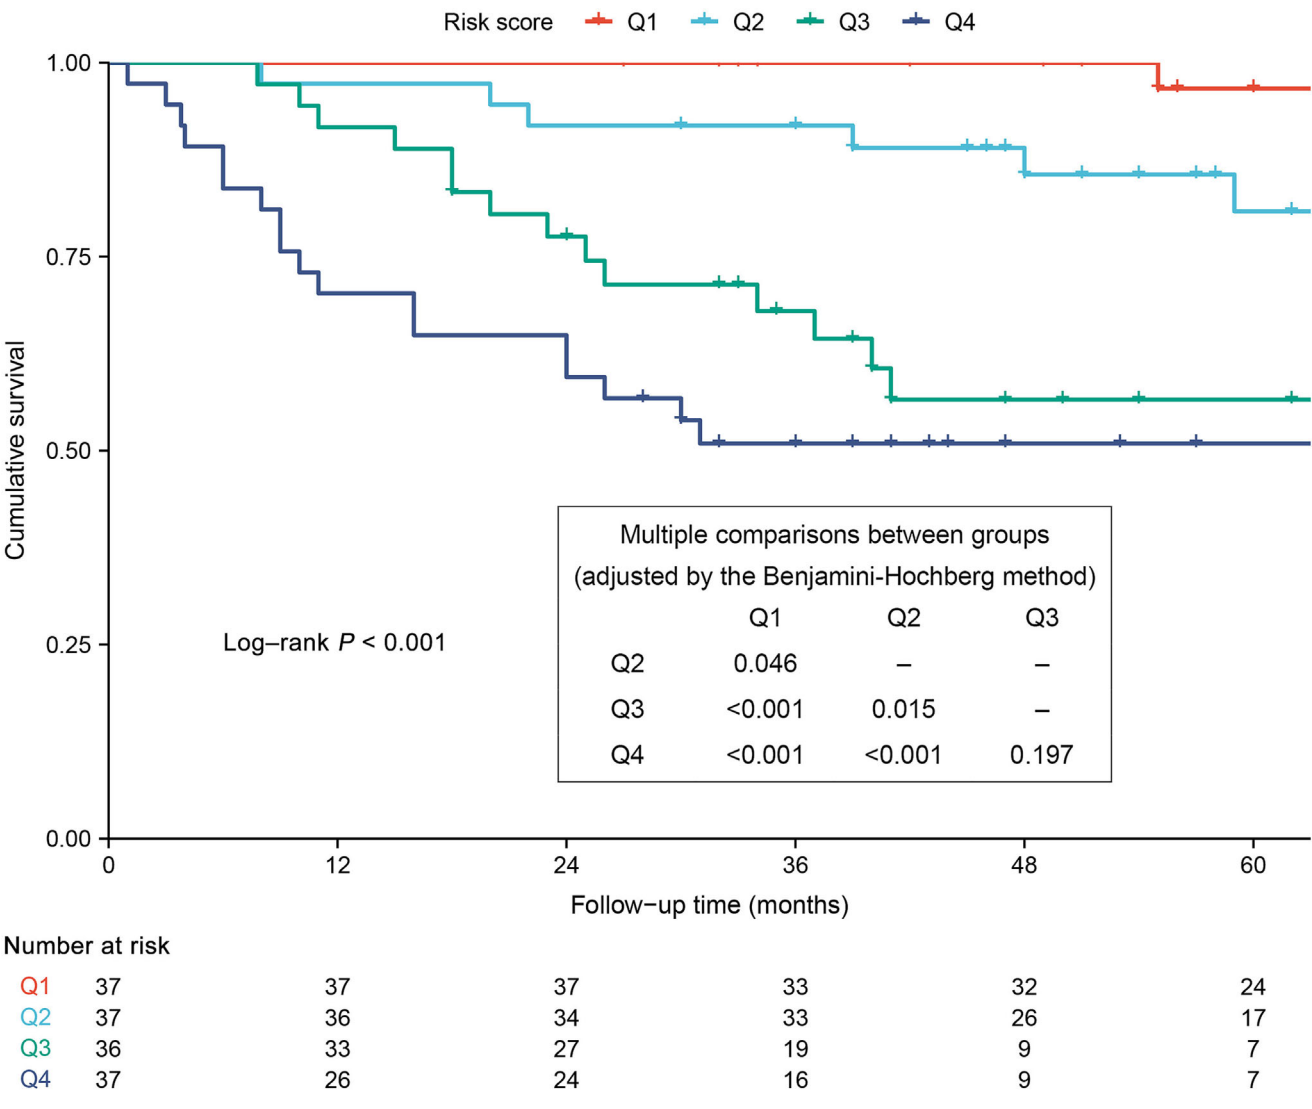 Risk score Q1 Q2 Q3 Q4
1.00
0.75
0.50
0.25
0.00
Cumulative survival
Log–rank P < 0.001
Multiple comparisons between groups
(adjusted by the Benjamini-Hochberg method)
Q1 Q2 Q3
Q2 0.046 – –
Q3 <0.001 0.015 –
Q4 <0.001 <0.001 0.197
0 12 24 36 48 60
Follow−up time (months)
Number at risk
Q1 37 37 37 33 32 24
Q2 37 36 34 33 26 17
Q3 36 33 27 19 9 7
Q4 37 26 24 16 9 7